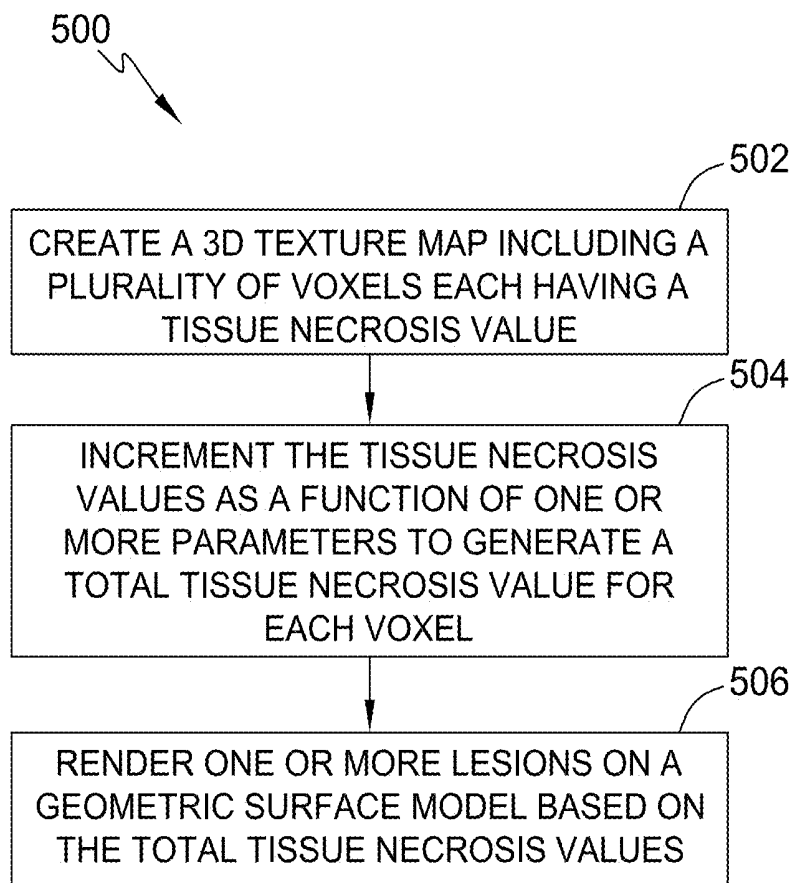 500
502
CREATE A 3D TEXTURE MAP INCLUDING A
PLURALITY OF VOXELS EACH HAVING A
TISSUE NECROSIS VALUE
504
INCREMENT THE TISSUE NECROSIS
VALUES AS A FUNCTION OF ONE OR
MORE PARAMETERS TO GENERATE A
TOTAL TISSUE NECROSIS VALUE FOR
EACH VOXEL
506
RENDER ONE OR MORE LESIONS ON A
GEOMETRIC SURFACE MODEL BASED ON
THE TOTAL TISSUE NECROSIS VALUES